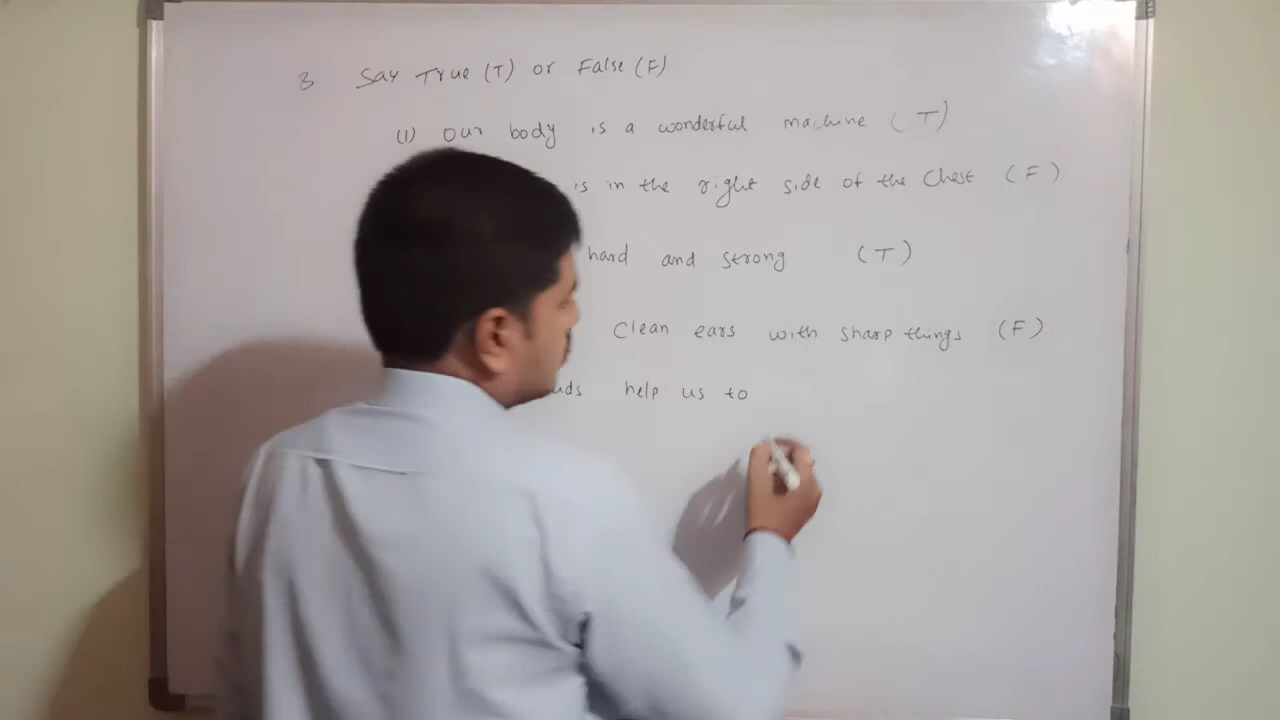 3 Say True (T) or False (F)
(1) Our body is a wonderful machine (T)
is in the right side of the Chest (F)
hard and strong (T)
Clean ears with sharp things (F)
help us to